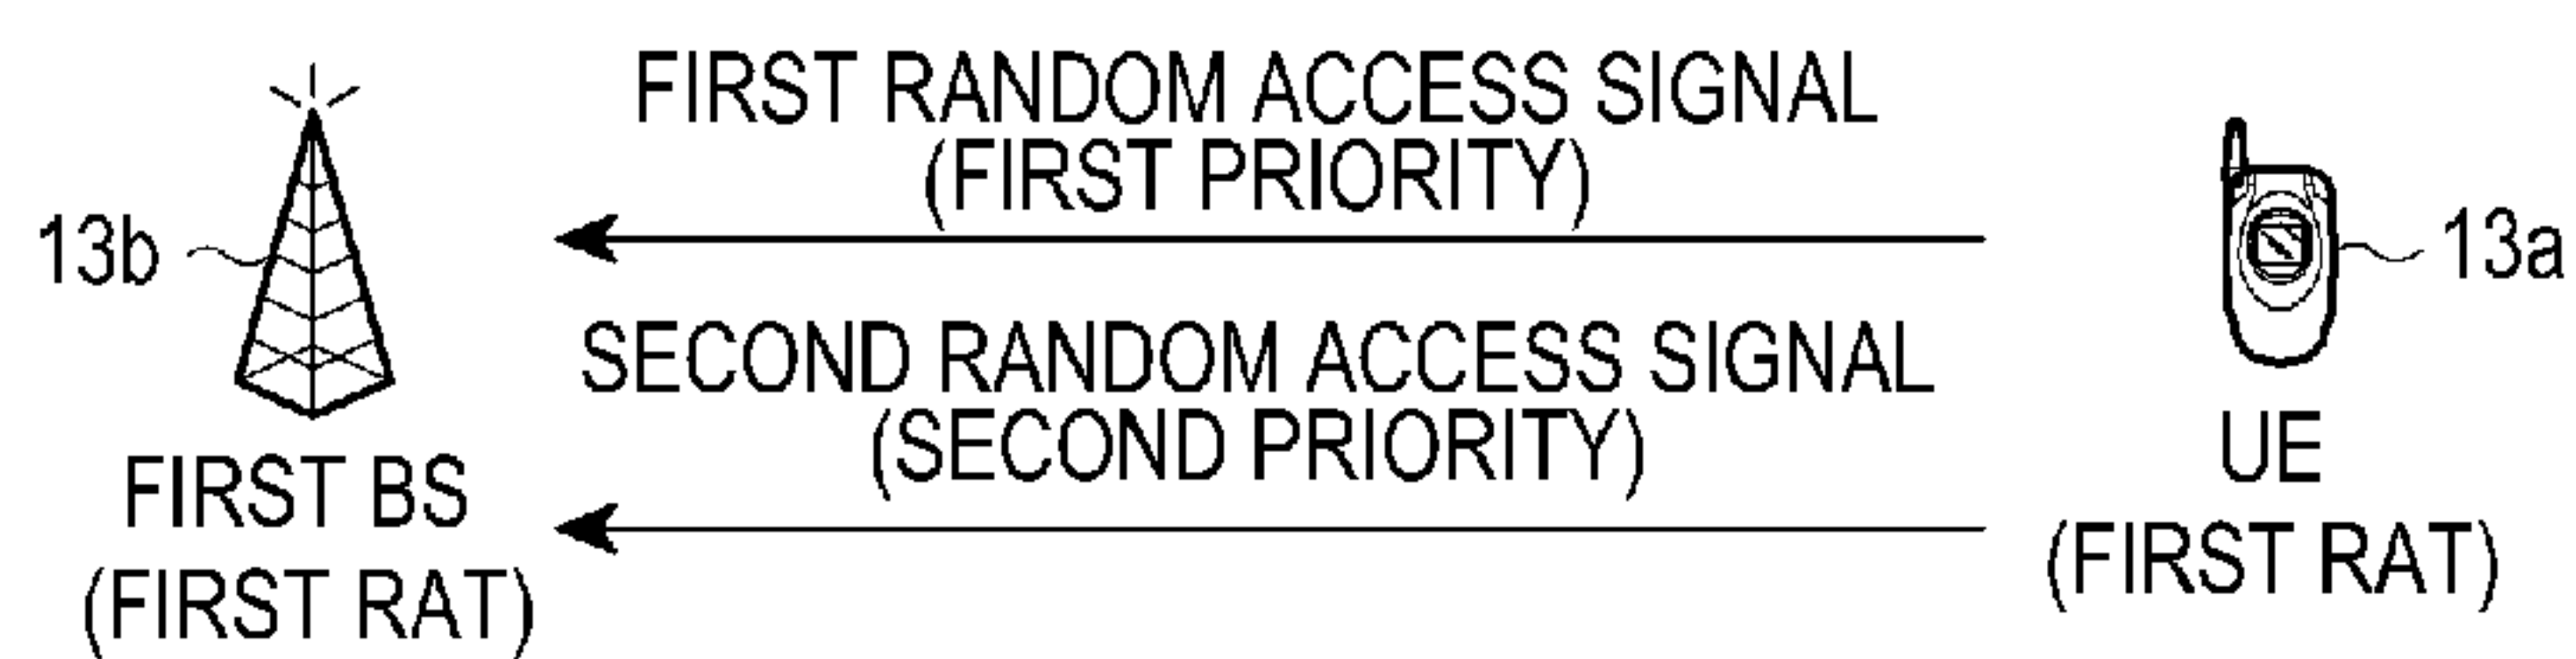 FIRST RANDOM ACCESS SIGNAL
(FIRST PRIORITY)
13b
13a
SECOND RANDOM ACCESS SIGNAL
(SECOND PRIORITY)
FIRST BS
(FIRST RAT)
UE
(FIRST RAT)